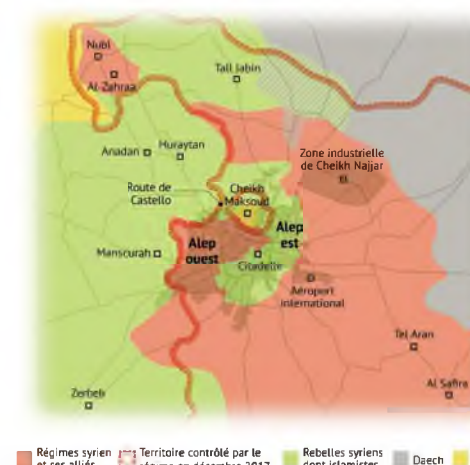 Nubl
Al-Zahraa
Tall Jabin
Anadan
Huraytan
Zone industrielle
de Cheikh Najjar
Route de
Castello
Cheikh
Maksoud
Alep
est
Alep
ouest
Manscurah
Citadelle
Aéroport
international
Tel Aran
Al Safira
Zerbeh
Régimes syrien
et ses alliés
Territoire contrôlé par le
régime en décembre 2017
Rebelles syriens
dont islamistes
Daech